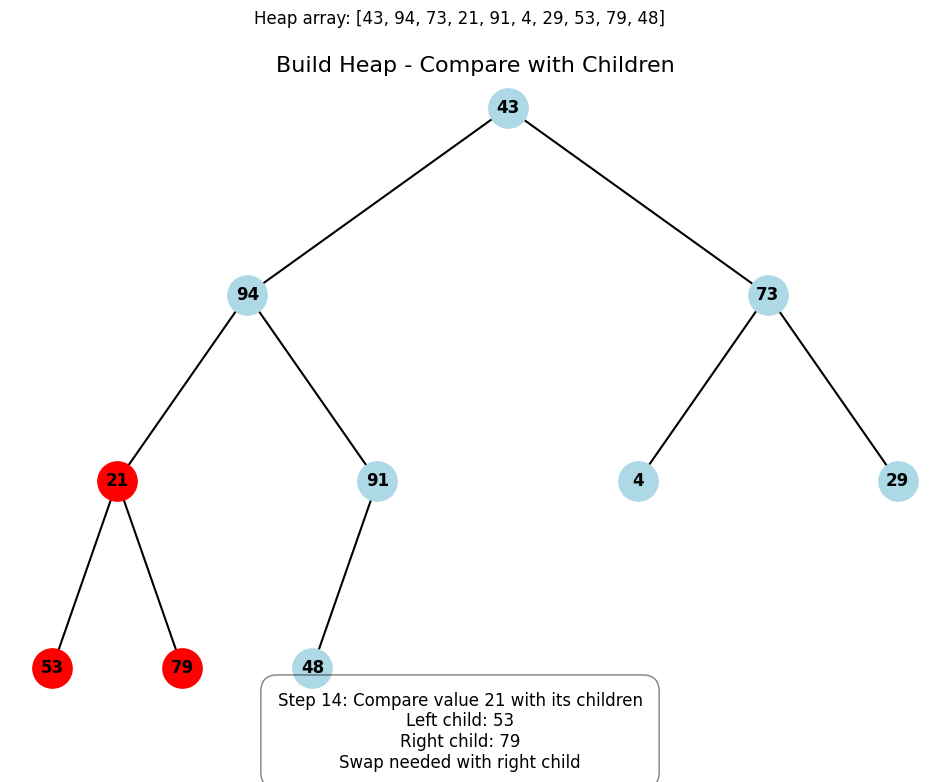 Heap array: [43, 94, 73, 21, 91, 4, 29, 53, 79, 48]
Build Heap - Compare with Children
43
94
73
21
91
4
29
53
79
48
Step 14: Compare value 21 with its children
Left child: 53
Right child: 79
Swap needed with right child